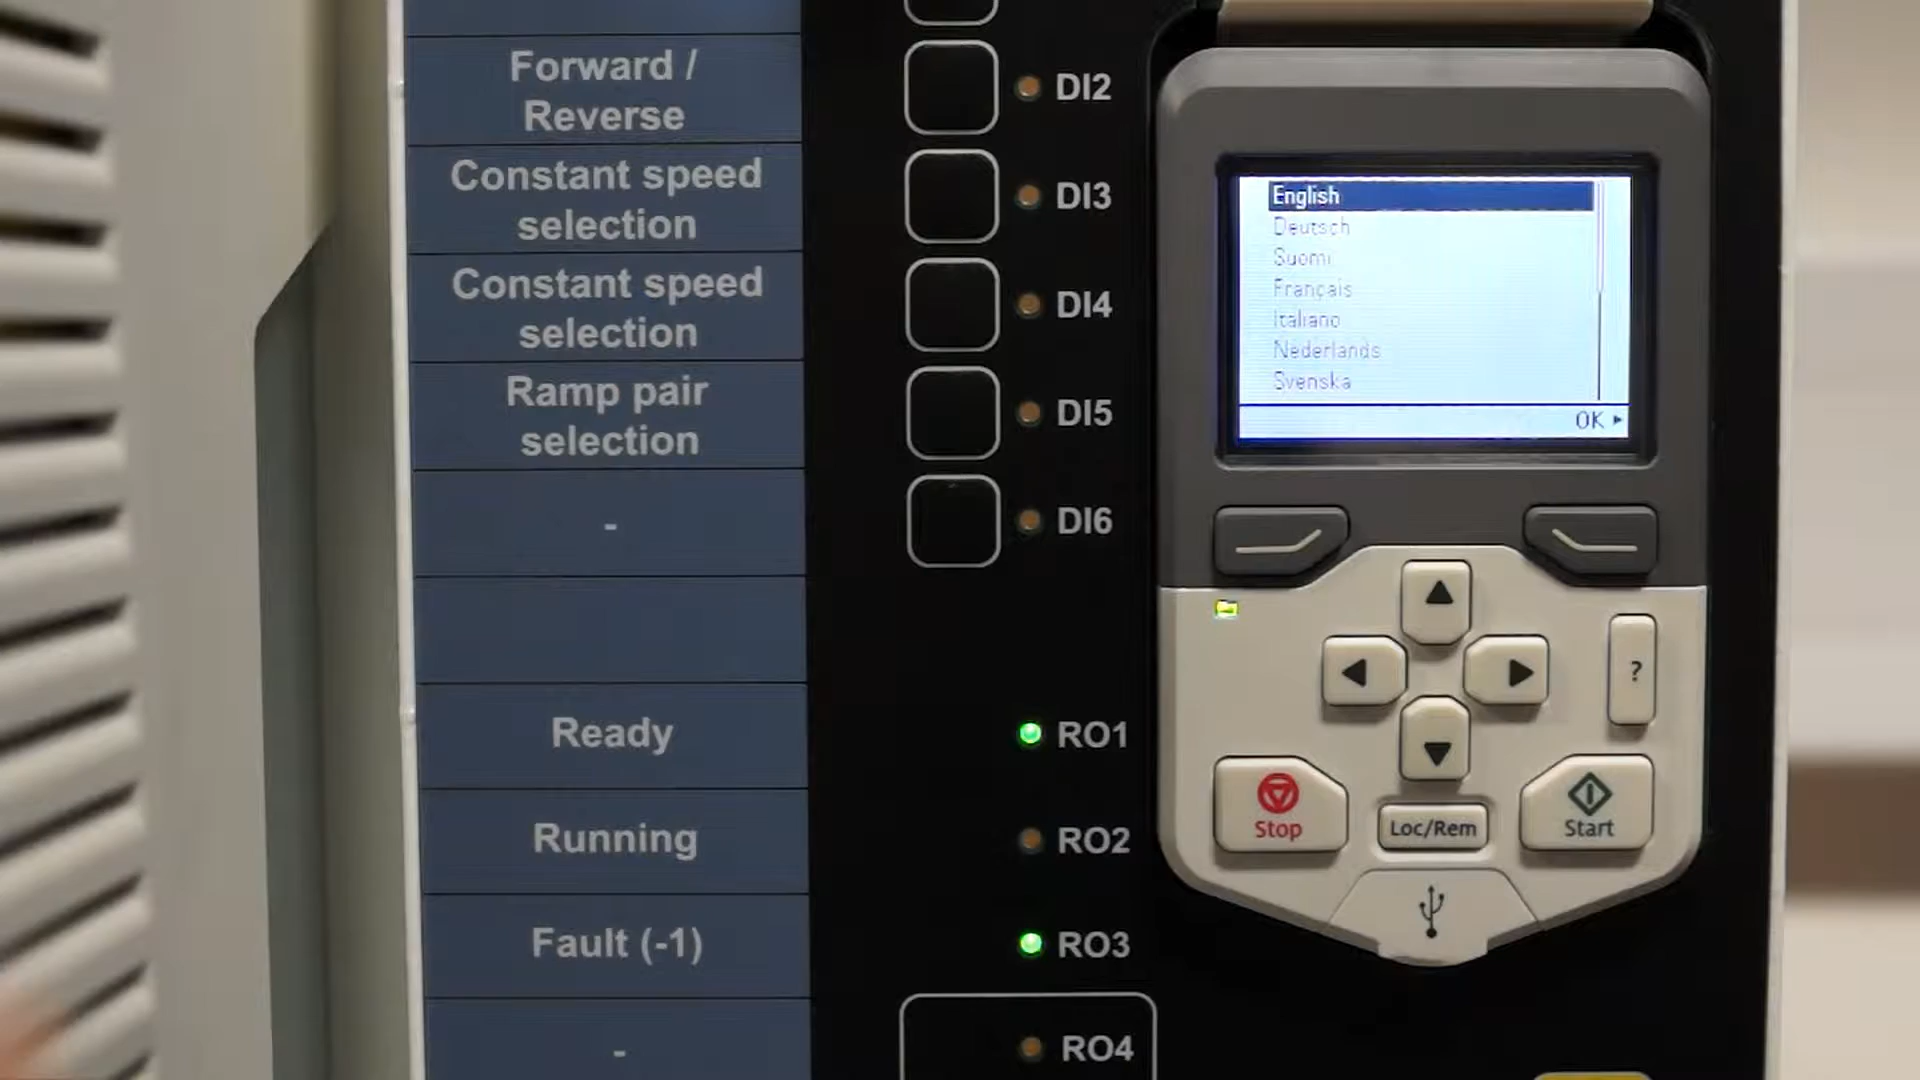 Forward /
Reverse
DI2
Constant speed
selection
DI3
Constant speed
selection
DI4
Ramp pair
selection
DI5
-
DI6
Ready
RO1
Running
RO2
Fault (-1)
RO3
-
RO4
English
Deutsch
Suomi
Français
Italiano
Nederlands
Svenska
OK
?
Stop
Loc/Rem
Start